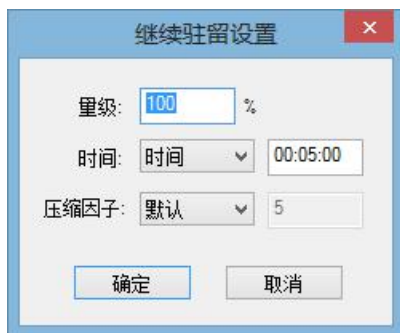 继续驻留设置
量级: 100 %
时间: 时间 00:05:00
压缩因子: 默认 5
确定 取消